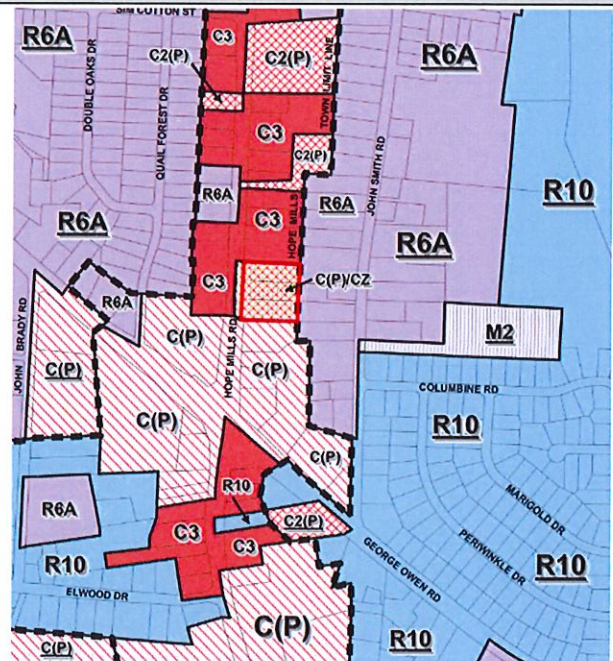 SIM COTTON ST
R6A
DOUBLE OAKS DR
C2(P)
QUAIL FOREST DR
C3
C2(P)
TOWN LIMIT LINE
R6A
C3
C2(P)
JOHN SMITH RD
R10
R6A
R6A
C3
HOPE MILLS
R6A
R6A
C3
C(P)/CZ
R6A
JOHN BRADY RD
C(P)
HOPE MILLS RD
C(P)
C(P)
M2
COLUMBINE RD
R10
C(P)
R6A
R10
C3
C3
C2(P)
MARIGOLD DR
PERIWINKLE DR
R10
R10
ELWOOD DR
GEORGE OWEN RD
C(P)
R10
C(P)